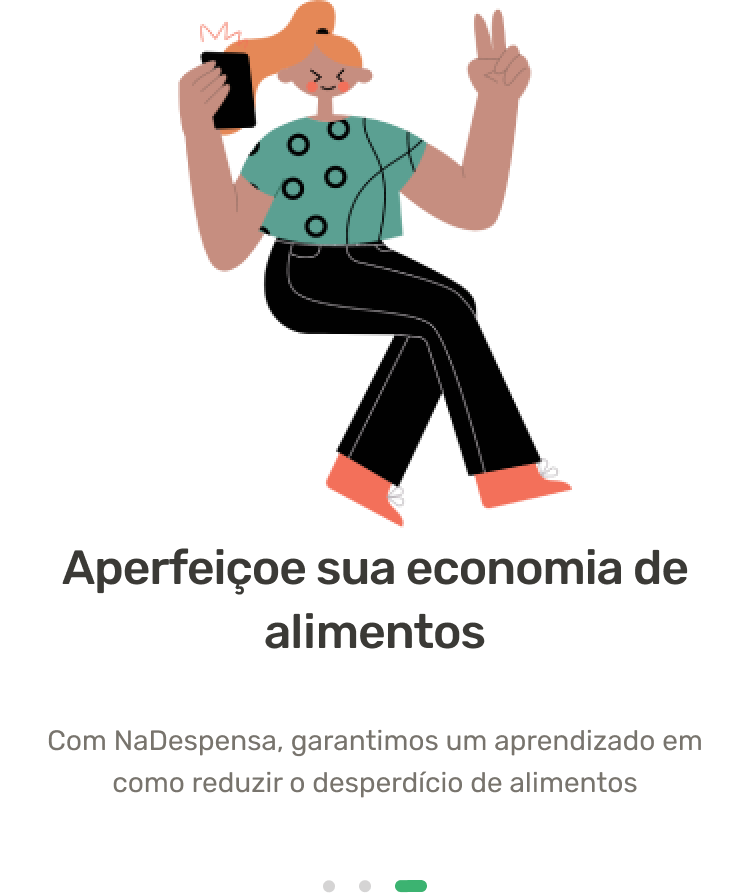 Aperfeiçoe sua economia de
alimentos
Com NaDespensa, garantimos um aprendizado em
como reduzir o desperdício de alimentos